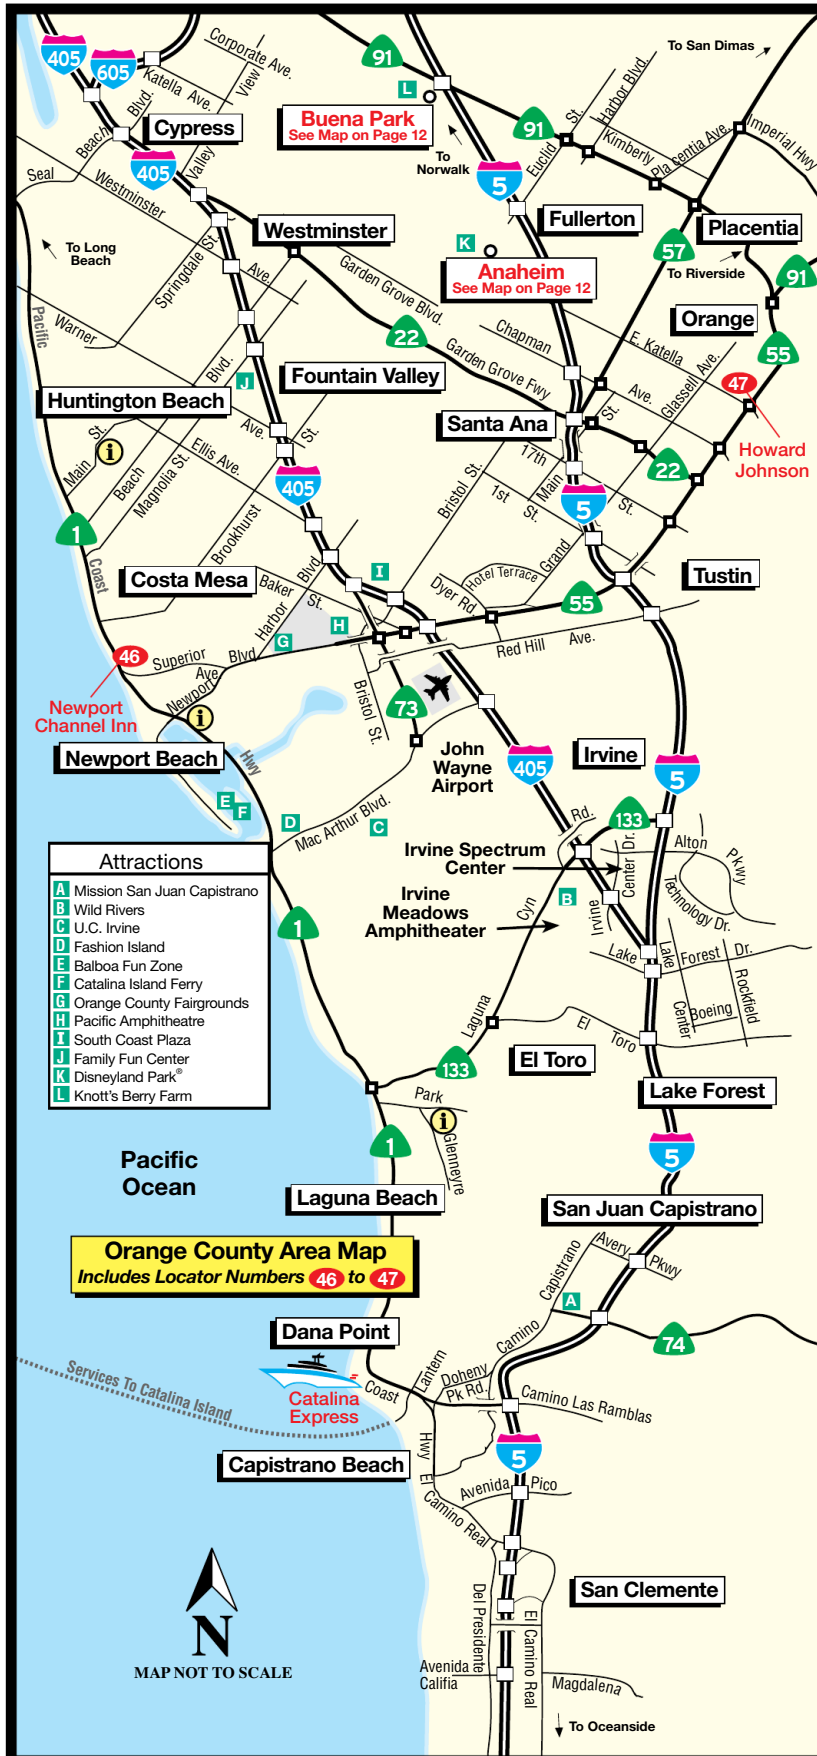 405
605
Corporate Ave.
Katella Ave.
View
Valley
91
To San Dimas
Harbor Blvd.
L
Buena Park
See Map on Page 12
91
Euclid St.
Kimberly
Placentia Ave.
Imperial Hwy
Cypress
Beach Blvd.
Seal
405
To
Norwalk
5
Westminster
Ave.
Westminster
Fullerton
Placentia
To Long
Beach
Springdale St.
K
Anaheim
See Map on Page 12
57
To Riverside
91
Garden Grove Blvd.
Pacific
Warner
Ave.
22
Chapman
Ave.
E. Katella
Orange
55
Garden Grove Fwy
Glassell Ave.
47
Howard
Johnson
J
Fountain Valley
Huntington Beach
Santa Ana
Main St.
i
Beach
Blvd.
Magnolia St.
Ellis Ave.
Brookhurst
St.
Bristol St.
17th
St.
1st St.
Main
St.
22
405
5
1
Coast
Costa Mesa
Baker
St.
Harbor
Blvd
I
Hotel Terrace
Dyer Rd.
Grand
Tustin
55
G
H
46
Superior
Ave.
Newport
Blvd.
Red Hill Ave.
Newport
Channel Inn
i
Bristol St.
73
Newport Beach
Hwy
John
Wayne
Airport
405
Irvine
5
E
F
D
Mac Arthur Blvd.
C
Rd.
133
Irvine Spectrum
Center
Irvine
Center Dr.
Alton
Pkwy
Technology Dr.
Irvine
Meadows
Amphitheater
B
Cyn
Laguna
Attractions
A Mission San Juan Capistrano
B Wild Rivers
C U.C. Irvine
D Fashion Island
E Balboa Fun Zone
F Catalina Island Ferry
G Orange County Fairgrounds
H Pacific Amphitheatre
I South Coast Plaza
J Family Fun Center
K Disneyland Park®
L Knott's Berry Farm
1
Lake Forest Dr.
Lake
Center
Boeing
Rockfield
El Toro
El Toro
133
Lake Forest
Park
i
Glenneyre
1
5
Pacific
Ocean
Laguna Beach
San Juan Capistrano
Orange County Area Map
Includes Locator Numbers 46 to 47
Avery
Pkwy
Camino
Capistrano
A
74
Dana Point
Services To Catalina Island
Catalina
Express
Coast
Hwy
Lantern
Doheny
Pk Rd.
Camino Las Ramblas
Capistrano Beach
5
Avenida Pico
El Camino Real
San Clemente
N
MAP NOT TO SCALE
Del Presidente
El Camino Real
Avenida
Califia
Magdalena
To Oceanside